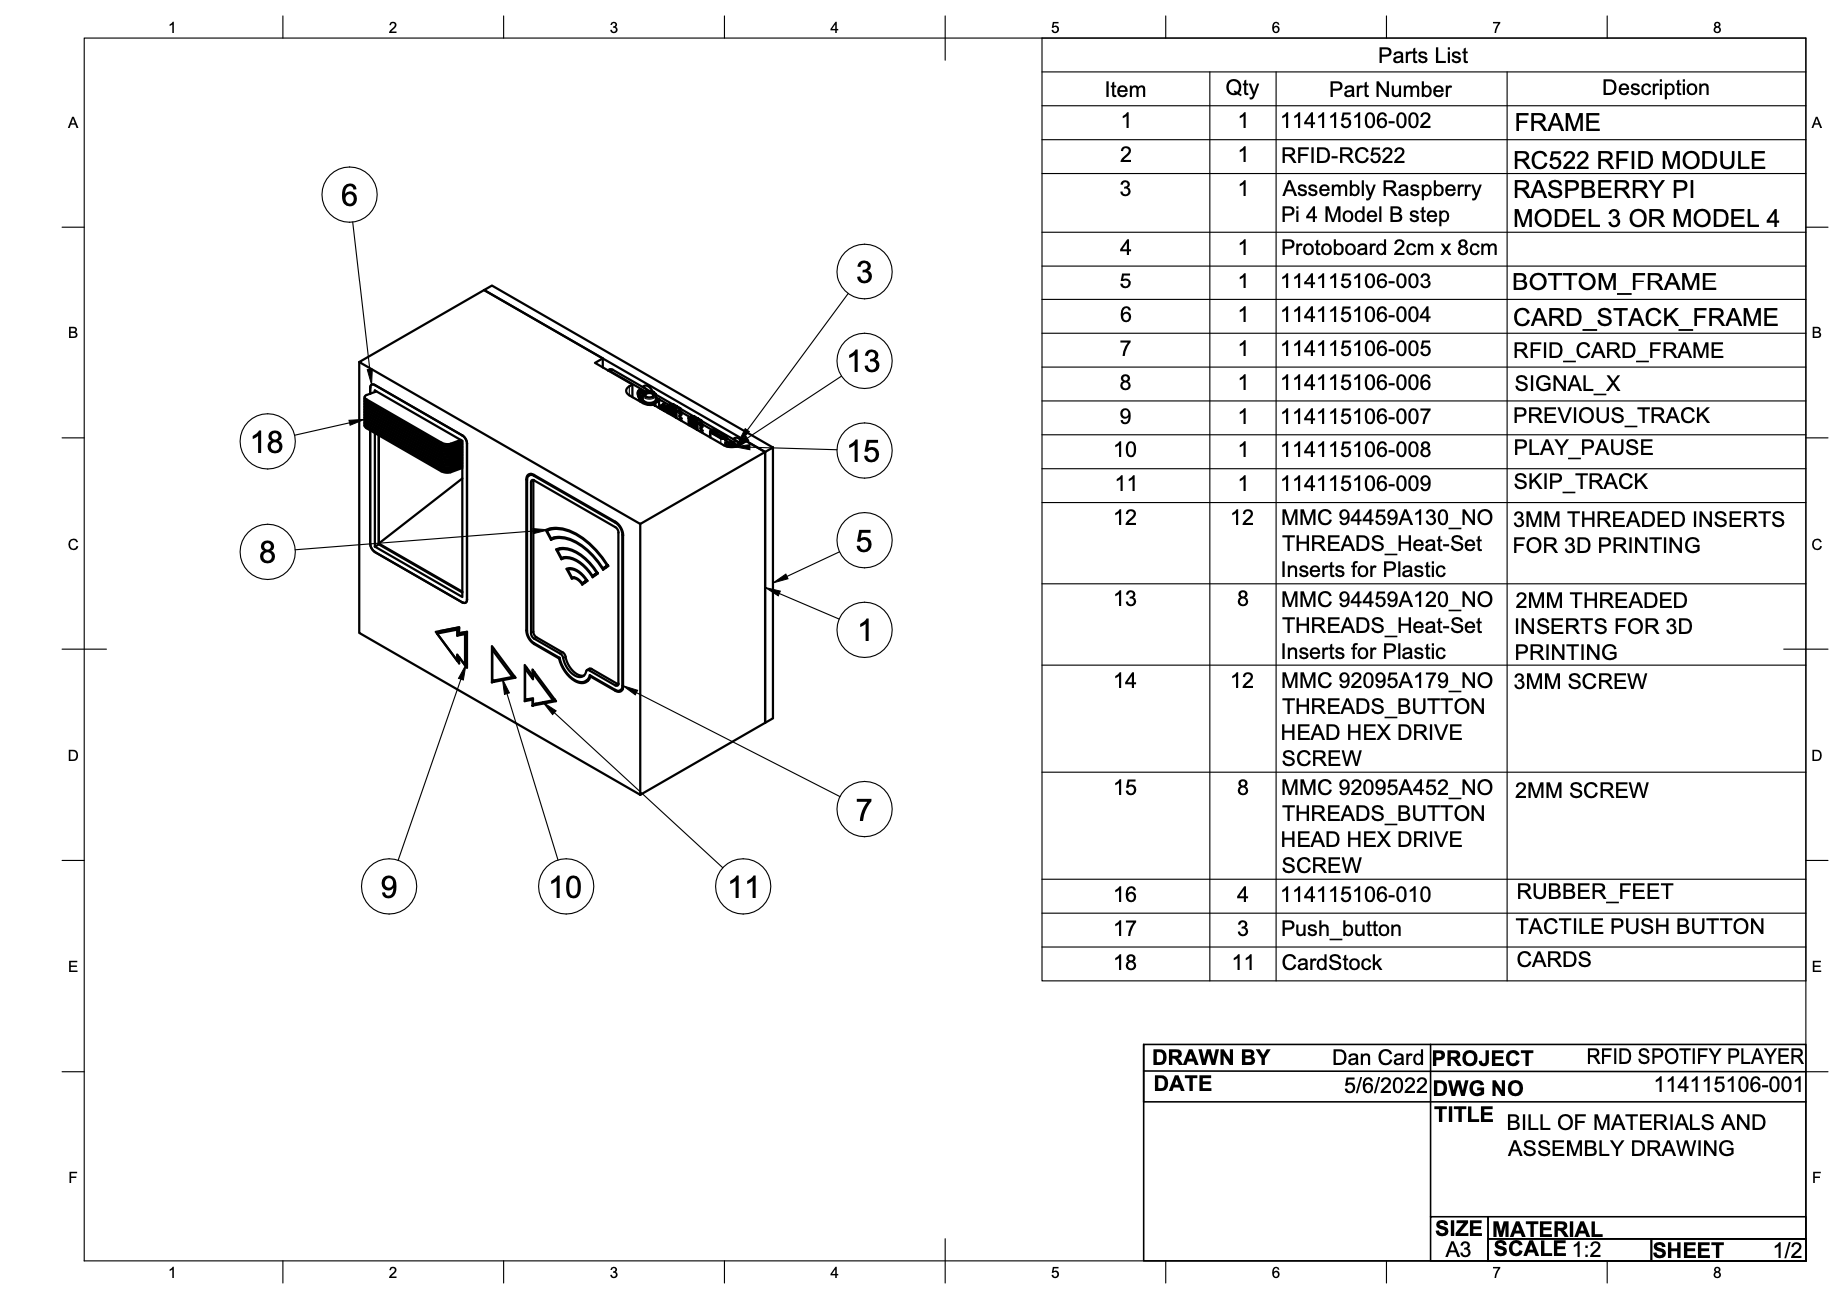 1 2 3 4 5 6 7 8
A A
B B
C C
D D
E E
F F
6
3
13
18
15
8
5
1
7
9 10 11
Parts List
Item Qty Part Number Description
1 1 114115106-002 FRAME
2 1 RFID-RC522 RC522 RFID MODULE
3 1 Assembly Raspberry RASPBERRY PI
Pi 4 Model B step MODEL 3 OR MODEL 4
4 1 Protoboard 2cm x 8cm
5 1 114115106-003 BOTTOM_FRAME
6 1 114115106-004 CARD_STACK_FRAME
7 1 114115106-005 RFID_CARD_FRAME
8 1 114115106-006 SIGNAL_X
9 1 114115106-007 PREVIOUS_TRACK
10 1 114115106-008 PLAY_PAUSE
11 1 114115106-009 SKIP_TRACK
12 12 MMC 94459A130_NO 3MM THREADED INSERTS
THREADS_Heat-Set FOR 3D PRINTING
Inserts for Plastic
13 8 MMC 94459A120_NO 2MM THREADED
THREADS_Heat-Set INSERTS FOR 3D
Inserts for Plastic PRINTING
14 12 MMC 92095A179_NO 3MM SCREW
THREADS_BUTTON
HEAD HEX DRIVE
SCREW
15 8 MMC 92095A452_NO 2MM SCREW
THREADS_BUTTON
HEAD HEX DRIVE
SCREW
16 4 114115106-010 RUBBER_FEET
17 3 Push_button TACTILE PUSH BUTTON
18 11 CardStock CARDS
DRAWN BY Dan Card PROJECT RFID SPOTIFY PLAYER
DATE 5/6/2022 DWG NO 114115106-001
TITLE BILL OF MATERIALS AND
ASSEMBLY DRAWING
SIZE MATERIAL
A3 SCALE 1:2 SHEET 1/2
1 2 3 4 5 6 7 8